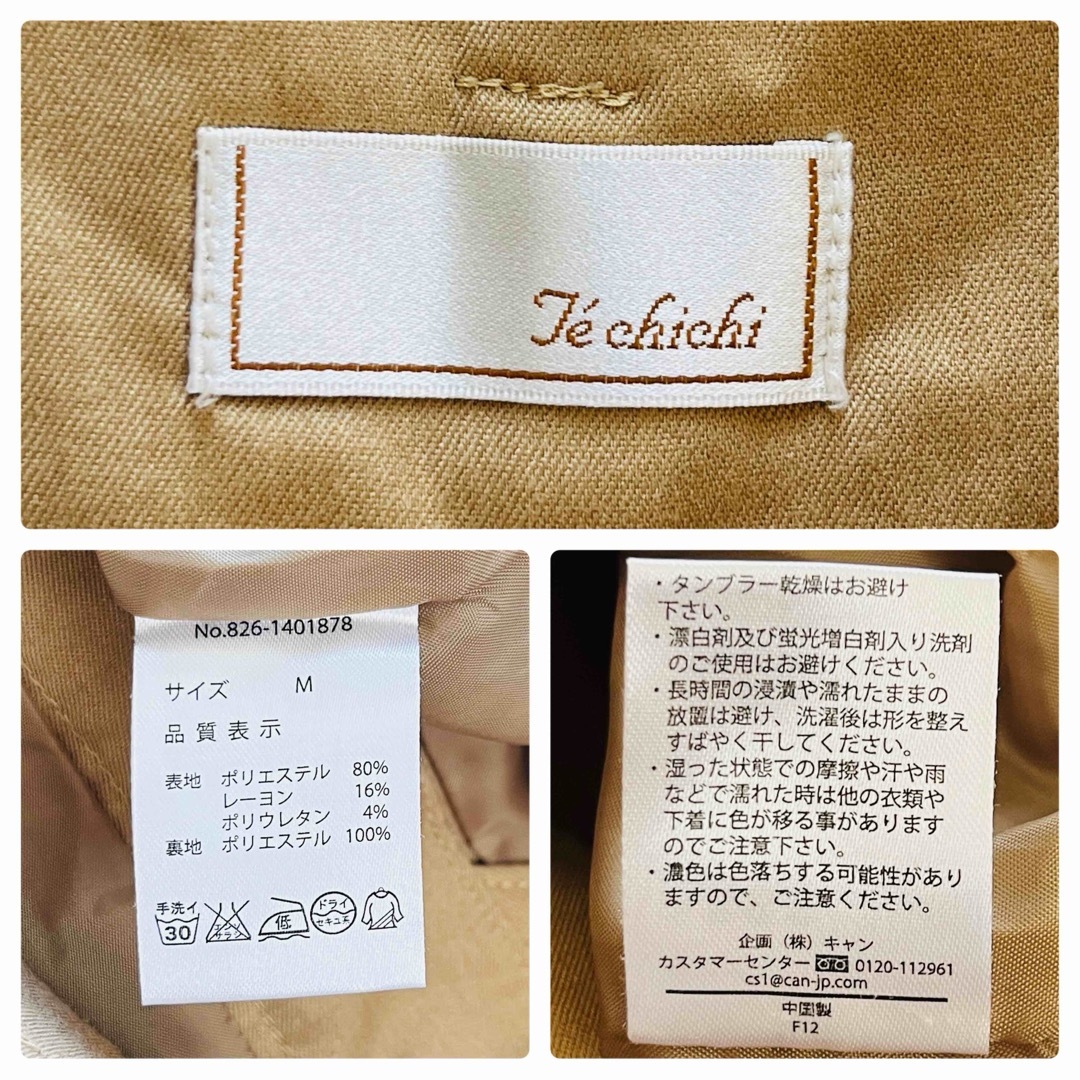 Té chichi
No.826-1401878
サイズ M
品質表示
表地 ポリエステル 80%
レーヨン 16%
ポリウレタン 4%
裏地 ポリエステル 100%
手洗イ 30 エンソサラシ 低 ドライ セキユ系
・タンブラー乾燥はお避け
下さい。
・漂白剤及び蛍光増白剤入り洗剤
のご使用はお避けください。
・長時間の浸漬や濡れたままの
放置は避け、洗濯後は形を整え
すばやく干してください。
・湿った状態での摩擦や汗や雨
などで濡れた時は他の衣類や
下着に色が移る事があります
のでご注意下さい。
・濃色は色落ちする可能性があり
ますので、ご注意ください。
企画（株）キャン
カスタマーセンター 0120-112961
cs1@can-jp.com
中国製
F12